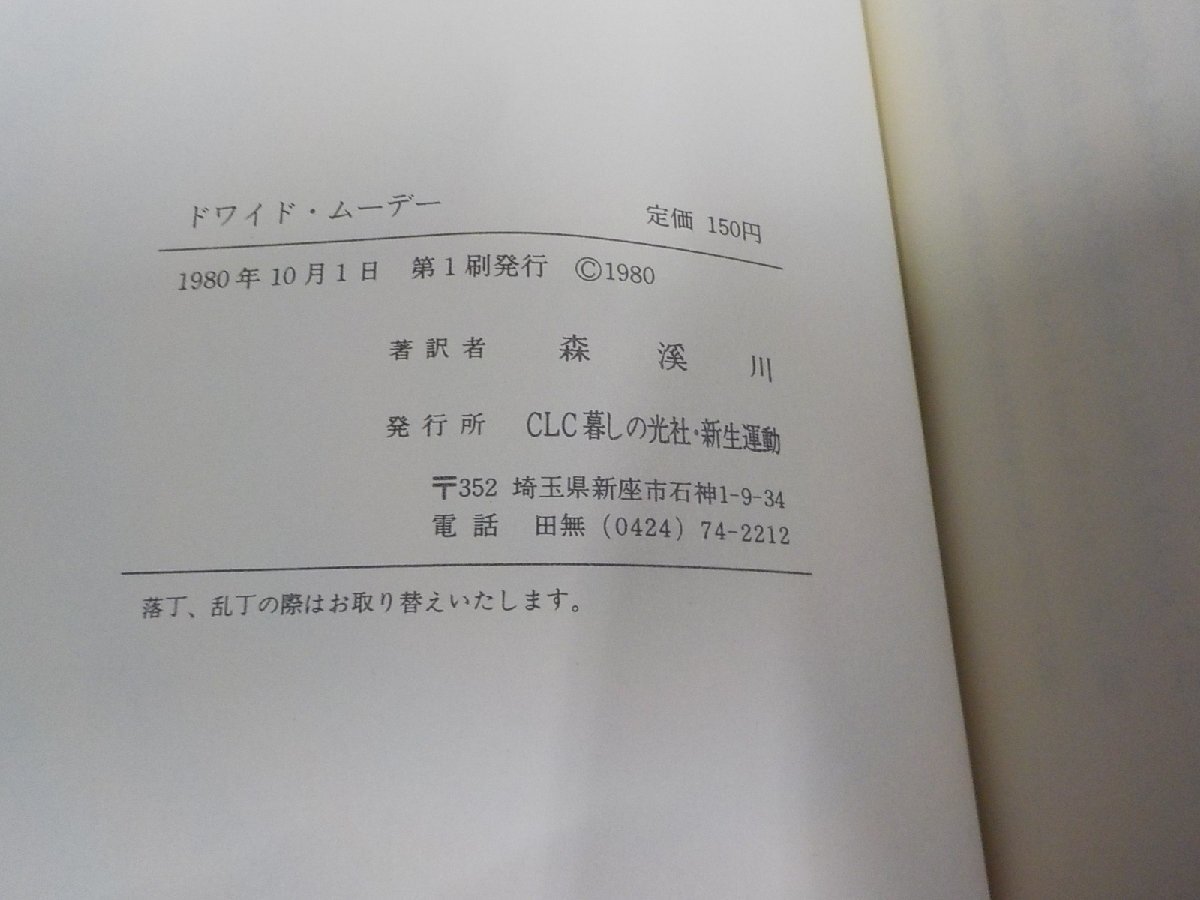 ドワイド・ムーデー 定価 150円
1980年10月1日 第1刷発行 ©1980
著訳者 森 溪 川
発行所 CLC暮しの光社・新生運動
〒352 埼玉県新座市石神1-9-34
電話 田無 (0424) 74-2212
落丁、乱丁の際はお取り替えいたします。